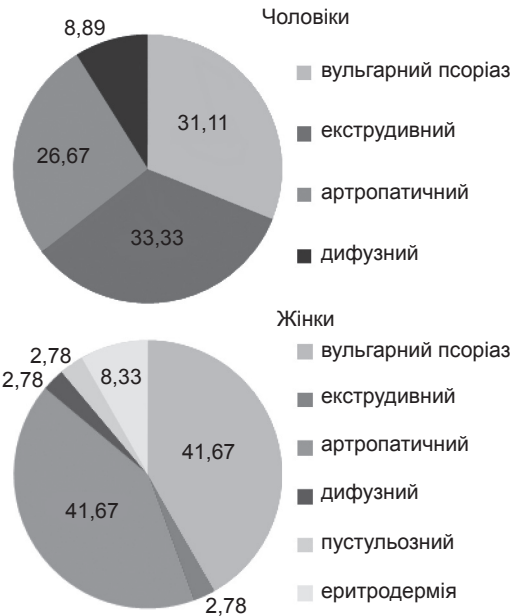 Чоловіки
8,89
31,11
26,67
33,33
вульгарний псоріаз
екструдивний
артропатичний
дифузний
Жінки
2,78
8,33
2,78
41,67
41,67
2,78
вульгарний псоріаз
екструдивний
артропатичний
дифузний
пустульозний
еритродермія